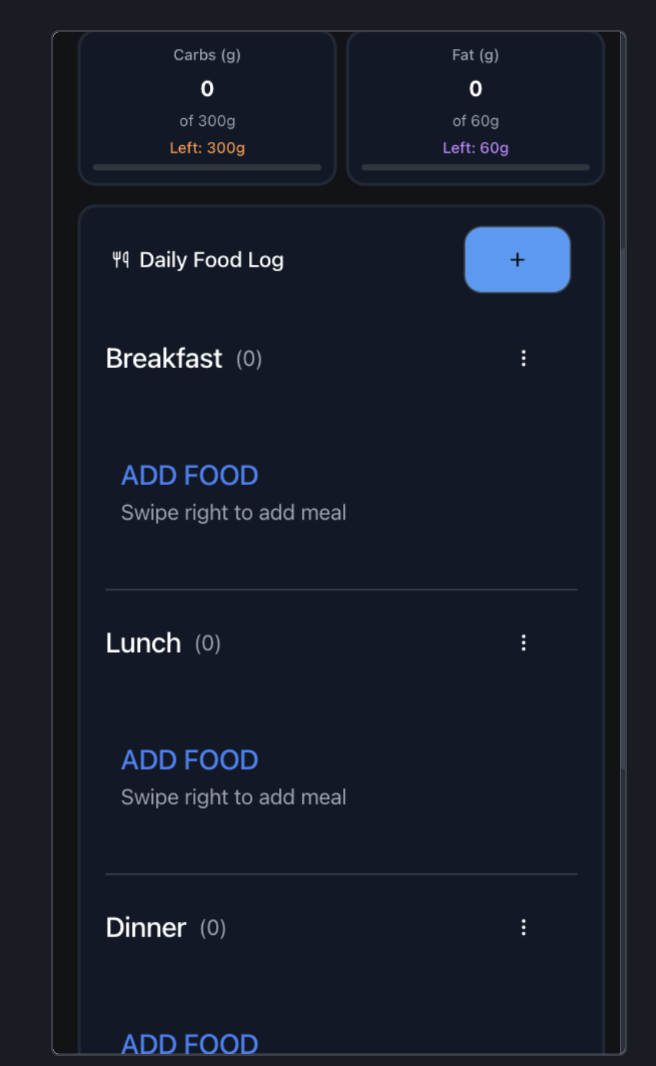 Carbs (g)
0
of 300g
Left: 300g
Fat (g)
0
of 60g
Left: 60g
Daily Food Log
+
Breakfast (0)
ADD FOOD
Swipe right to add meal
Lunch (0)
ADD FOOD
Swipe right to add meal
Dinner (0)
ADD FOOD